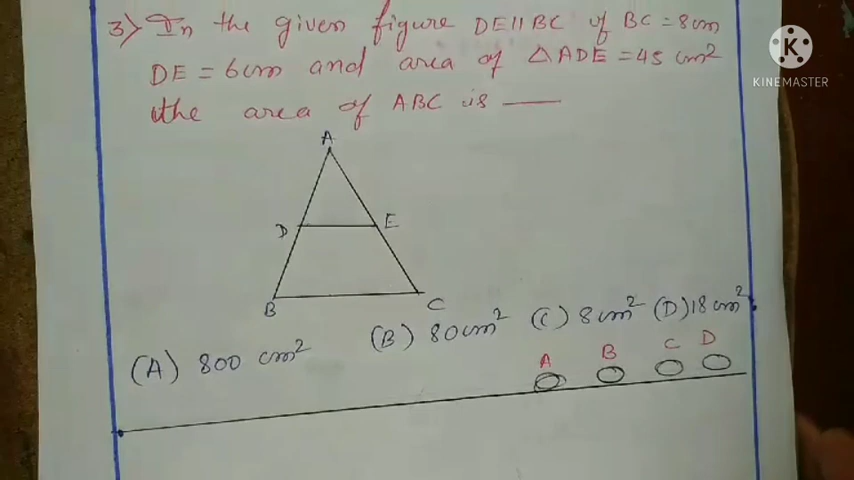 3) In the given figure DE||BC if BC = 8cm
DE = 6cm and area of △ADE = 45 cm²
the area of ABC is ___
K
KINEMASTER
A
D E
B C
(A) 800 cm² (B) 80cm² (C) 8cm² (D) 18cm²
A B C D